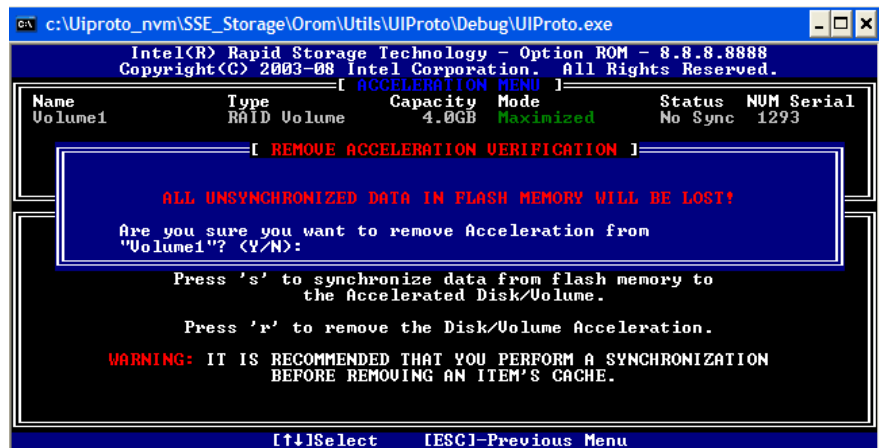 c:\Uiproto_nvm\SSE_Storage\Orom\Utils\UIProto\Debug\UIProto.exe
Intel(R) Rapid Storage Technology - Option ROM - 8.8.8.8888
Copyright(C) 2003-08 Intel Corporation. All Rights Reserved.
[ ACCELERATION MENU ]
Name Type Capacity Mode Status NVM Serial
Volume1 RAID Volume 4.0GB Maximized No Sync 1293
[ REMOVE ACCELERATION VERIFICATION ]
ALL UNSYNCHRONIZED DATA IN FLASH MEMORY WILL BE LOST!
Are you sure you want to remove Acceleration from
"Volume1"? (Y/N):
Press 's' to synchronize data from flash memory to
the Accelerated Disk/Volume.
Press 'r' to remove the Disk/Volume Acceleration.
WARNING: IT IS RECOMMENDED THAT YOU PERFORM A SYNCHRONIZATION
BEFORE REMOVING AN ITEM'S CACHE.
[↑↓]Select [ESC]-Previous Menu